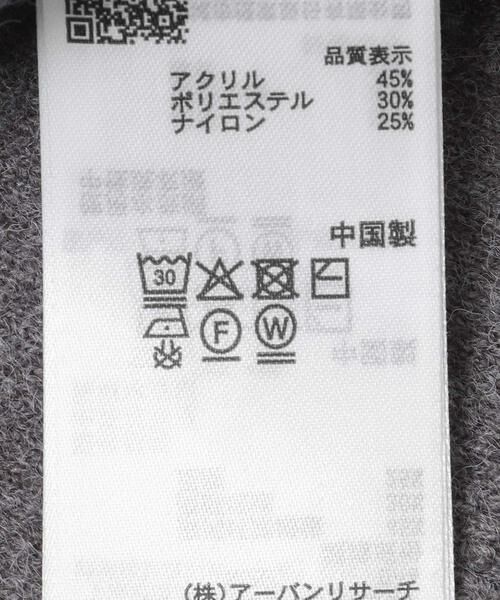 品質表示
アクリル 45%
ポリエステル 30%
ナイロン 25%
中国製
30
F W
(株)アーバンリサーチ